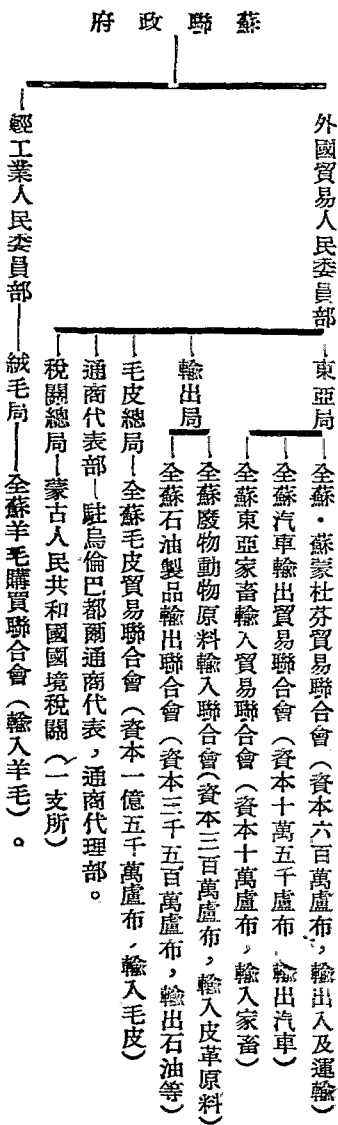 蘇聯政府
外國貿易人民委員部
東亞局
全蘇・蘇蒙杜芬貿易聯合會（資本六百萬盧布，輸出入及運輸）
全蘇汽車輸出貿易聯合會（資本十萬五千盧布，輸出汽車）
全蘇東亞家畜輸入貿易聯合會（資本十萬盧布，輸入家畜）
輸出局
全蘇廢物動物原料輸入聯合會（資本三百萬盧布，輸入皮革原料）
全蘇石油製品輸出聯合會（資本三千五百萬盧布，輸出石油等）
毛皮總局
全蘇毛皮貿易聯合會（資本一億五千萬盧布，輸入毛皮）
通商代表部
駐烏倫巴都爾通商代表，通商代理部。
稅關總局
蒙古人民共和國國境稅關（一支所）
輕工業人民委員部
絨毛局
全蘇羊毛購買聯合會（輸入羊毛）。